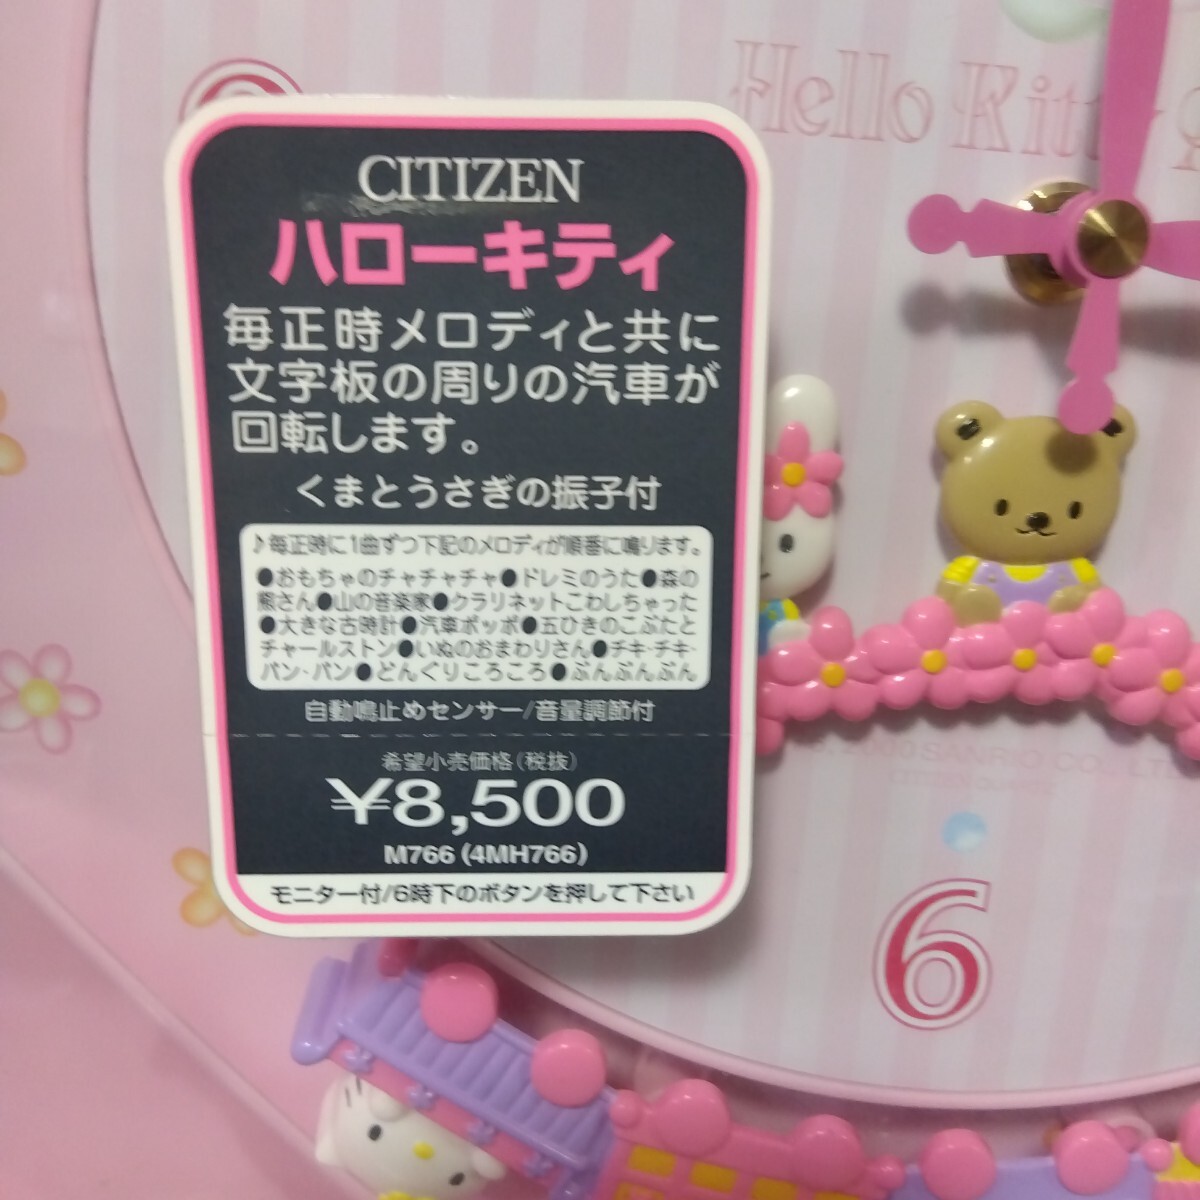 Hello Kitty
CITIZEN
ハローキティ
毎正時メロディと共に
文字板の周りの汽車が
回転します。
くまとうさぎの振子付
♪毎正時に1曲ずつ下記のメロディが順番に鳴ります。
●おもちゃのチャチャチャ●ドレミのうた●森の
熊さん●山の音楽家●クラリネットこわしちゃった
●大きな古時計●汽車ポッポ●五ひきのこぶたと
チャールストン●いぬのおまわりさん●チキ・チキ・
バン・バン●どんぐりころころ●ぶんぶんぶん
自動鳴止めセンサー/音量調節付
希望小売価格(税抜)
¥8,500
M766 (4MH766)
モニター付/6時下のボタンを押して下さい
SANRIO CO., LTD.
6